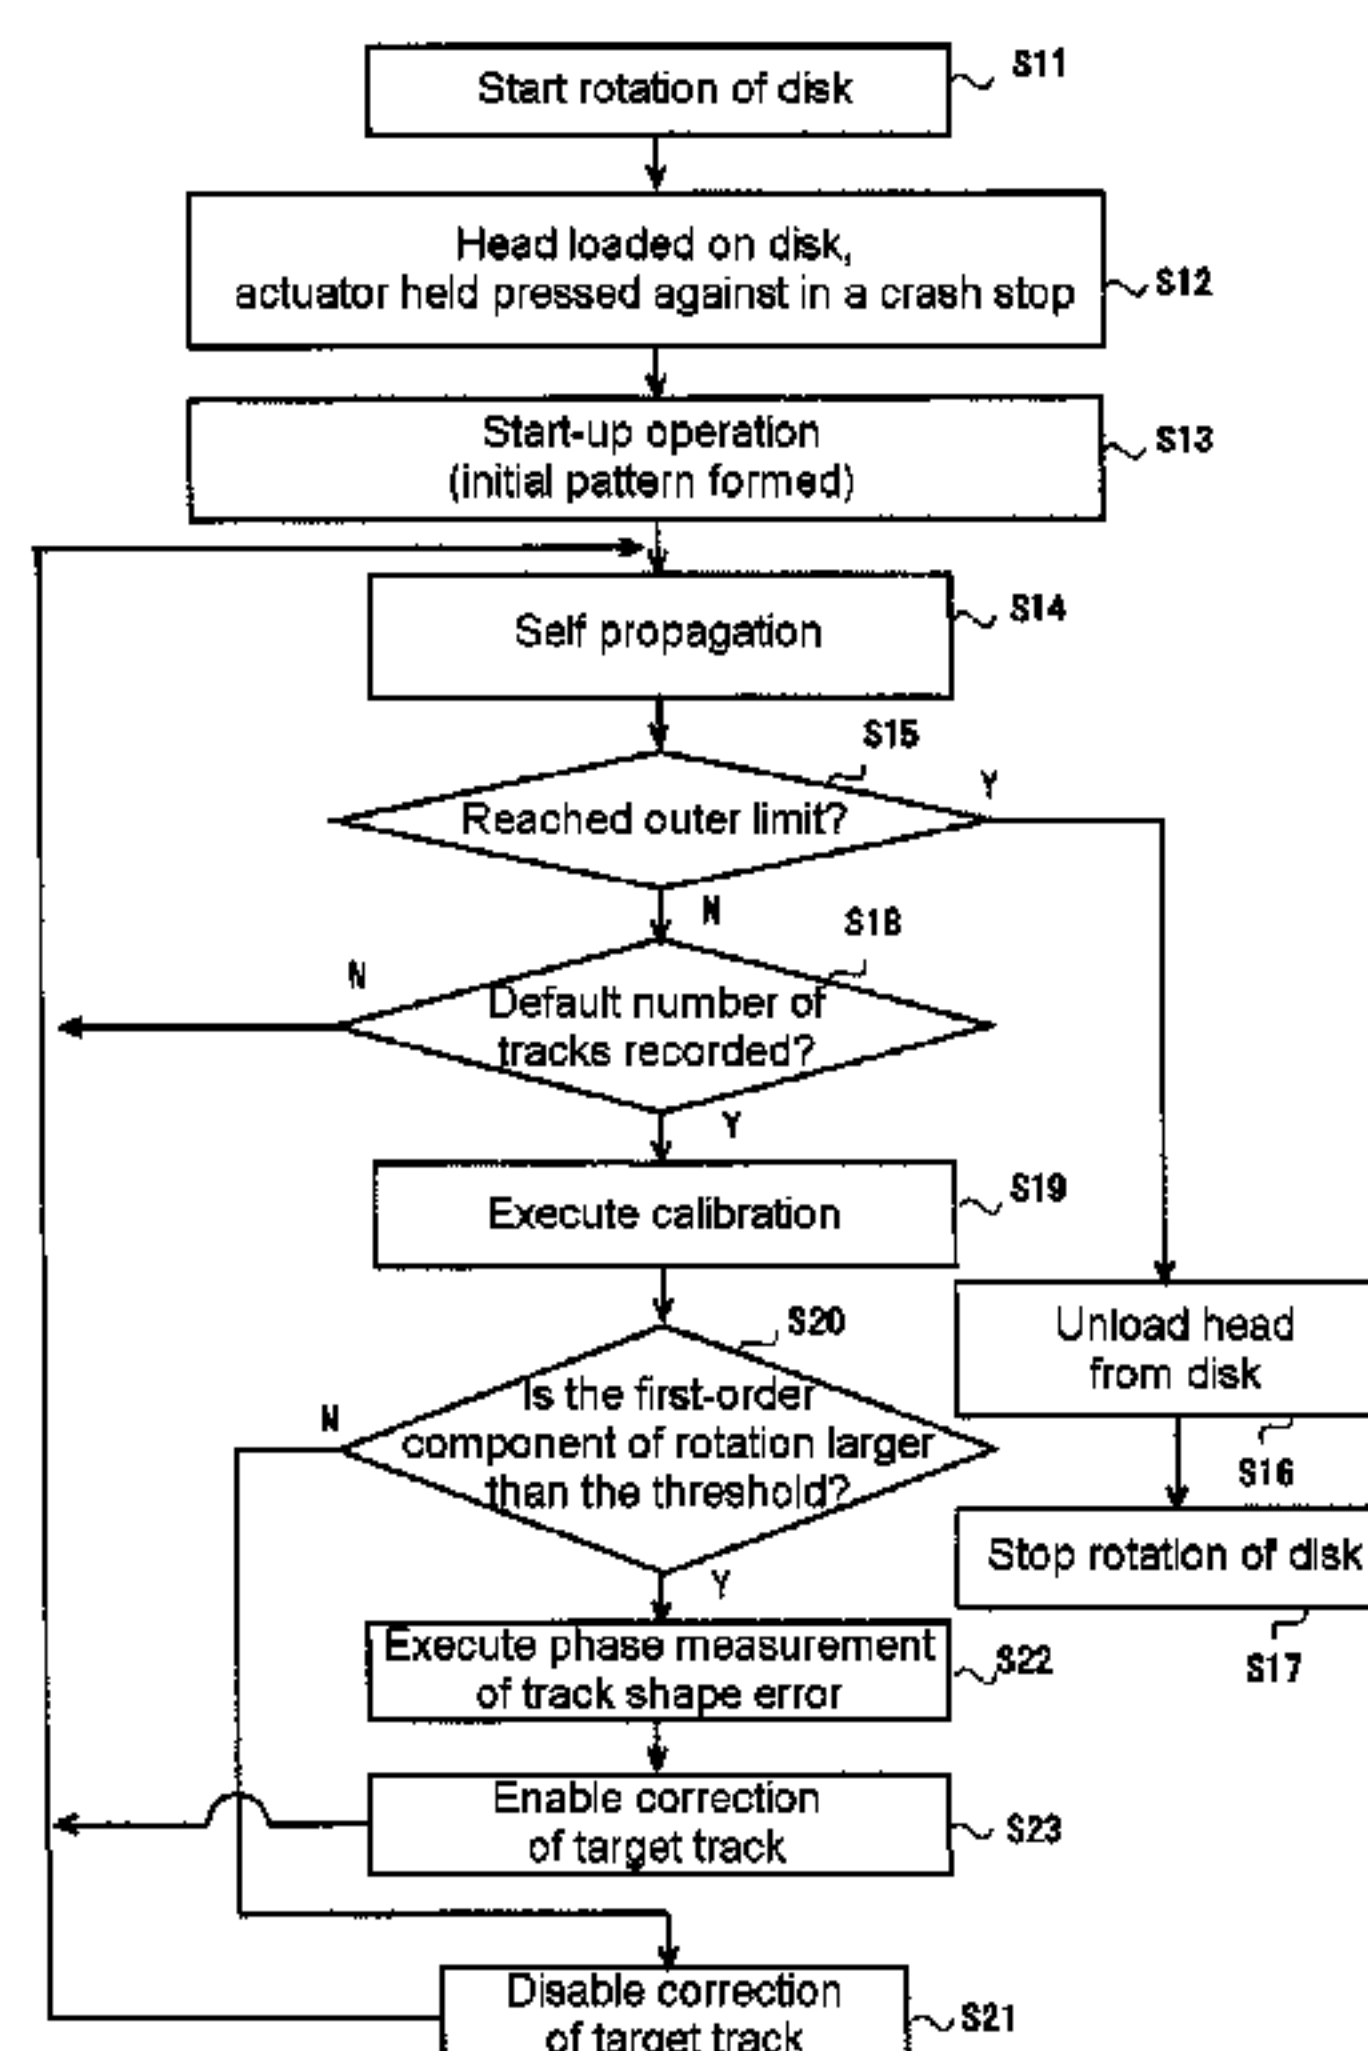 Start rotation of disk
S11
Head loaded on disk,
actuator held pressed against in a crash stop
S12
Start-up operation
(initial pattern formed)
S13
Self propagation
S14
S15
Reached outer limit?
Y
N
S18
N
Default number of
tracks recorded?
Y
Execute calibration
S19
S20
N
Is the first-order
component of rotation larger
than the threshold?
Y
Unload head
from disk
S16
Stop rotation of disk
S17
Execute phase measurement
of track shape error
S22
Enable correction
of target track
S23
Disable correction
of target track
S21